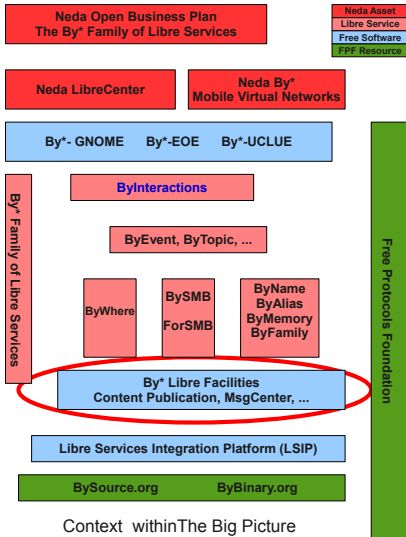 Neda Open Business Plan
The By* Family of Libre Services
Neda Asset
Libre Service
Free Software
FPF Resource
Neda LibreCenter
Neda By*
Mobile Virtual Networks
By*- GNOME By*-EOE By*-UCLUE
By* Family of Libre Services
ByInteractions
ByEvent, ByTopic, ...
ByWhere
BySMB
ForSMB
ByName
ByAlias
ByMemory
ByFamily
Free Protocols Foundation
By* Libre Facilities
Content Publication, MsgCenter, ...
Libre Services Integration Platform (LSIP)
BySource.org ByBinary.org
Context withinThe Big Picture